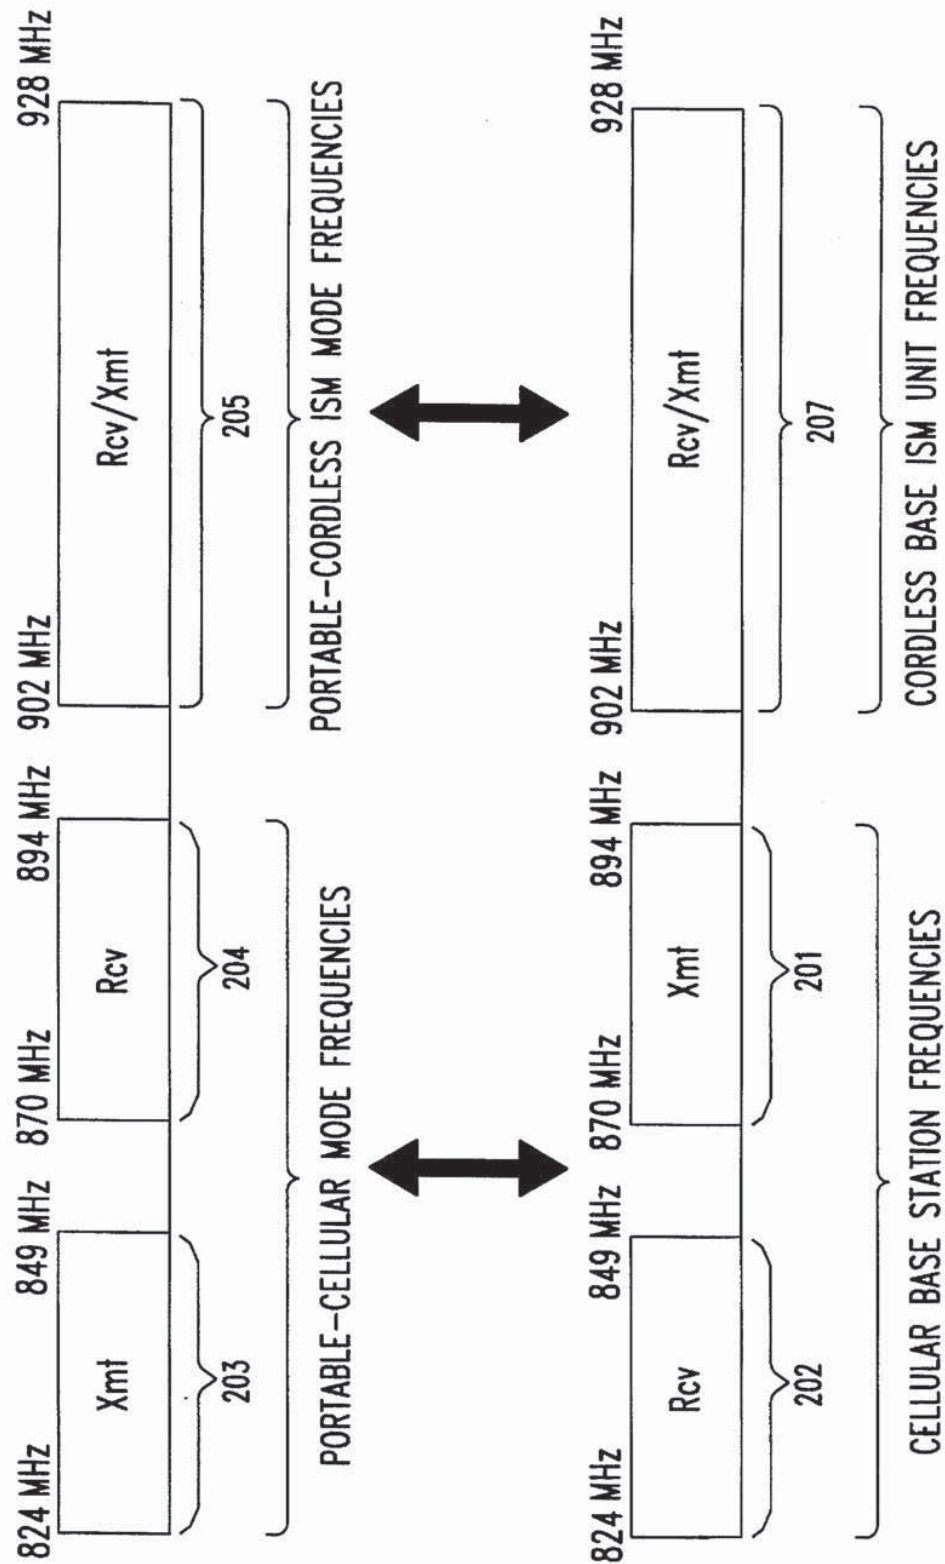 824 MHz 849 MHz 870 MHz 894 MHz 902 MHz 928 MHz
Xmt Rcv Rcv/Xmt
203 204 205
PORTABLE-CELLULAR MODE FREQUENCIES PORTABLE-CORDLESS ISM MODE FREQUENCIES
824 MHz 849 MHz 870 MHz 894 MHz 902 MHz 928 MHz
Rcv Xmt Rcv/Xmt
202 201 207
CELLULAR BASE STATION FREQUENCIES CORDLESS BASE ISM UNIT FREQUENCIES